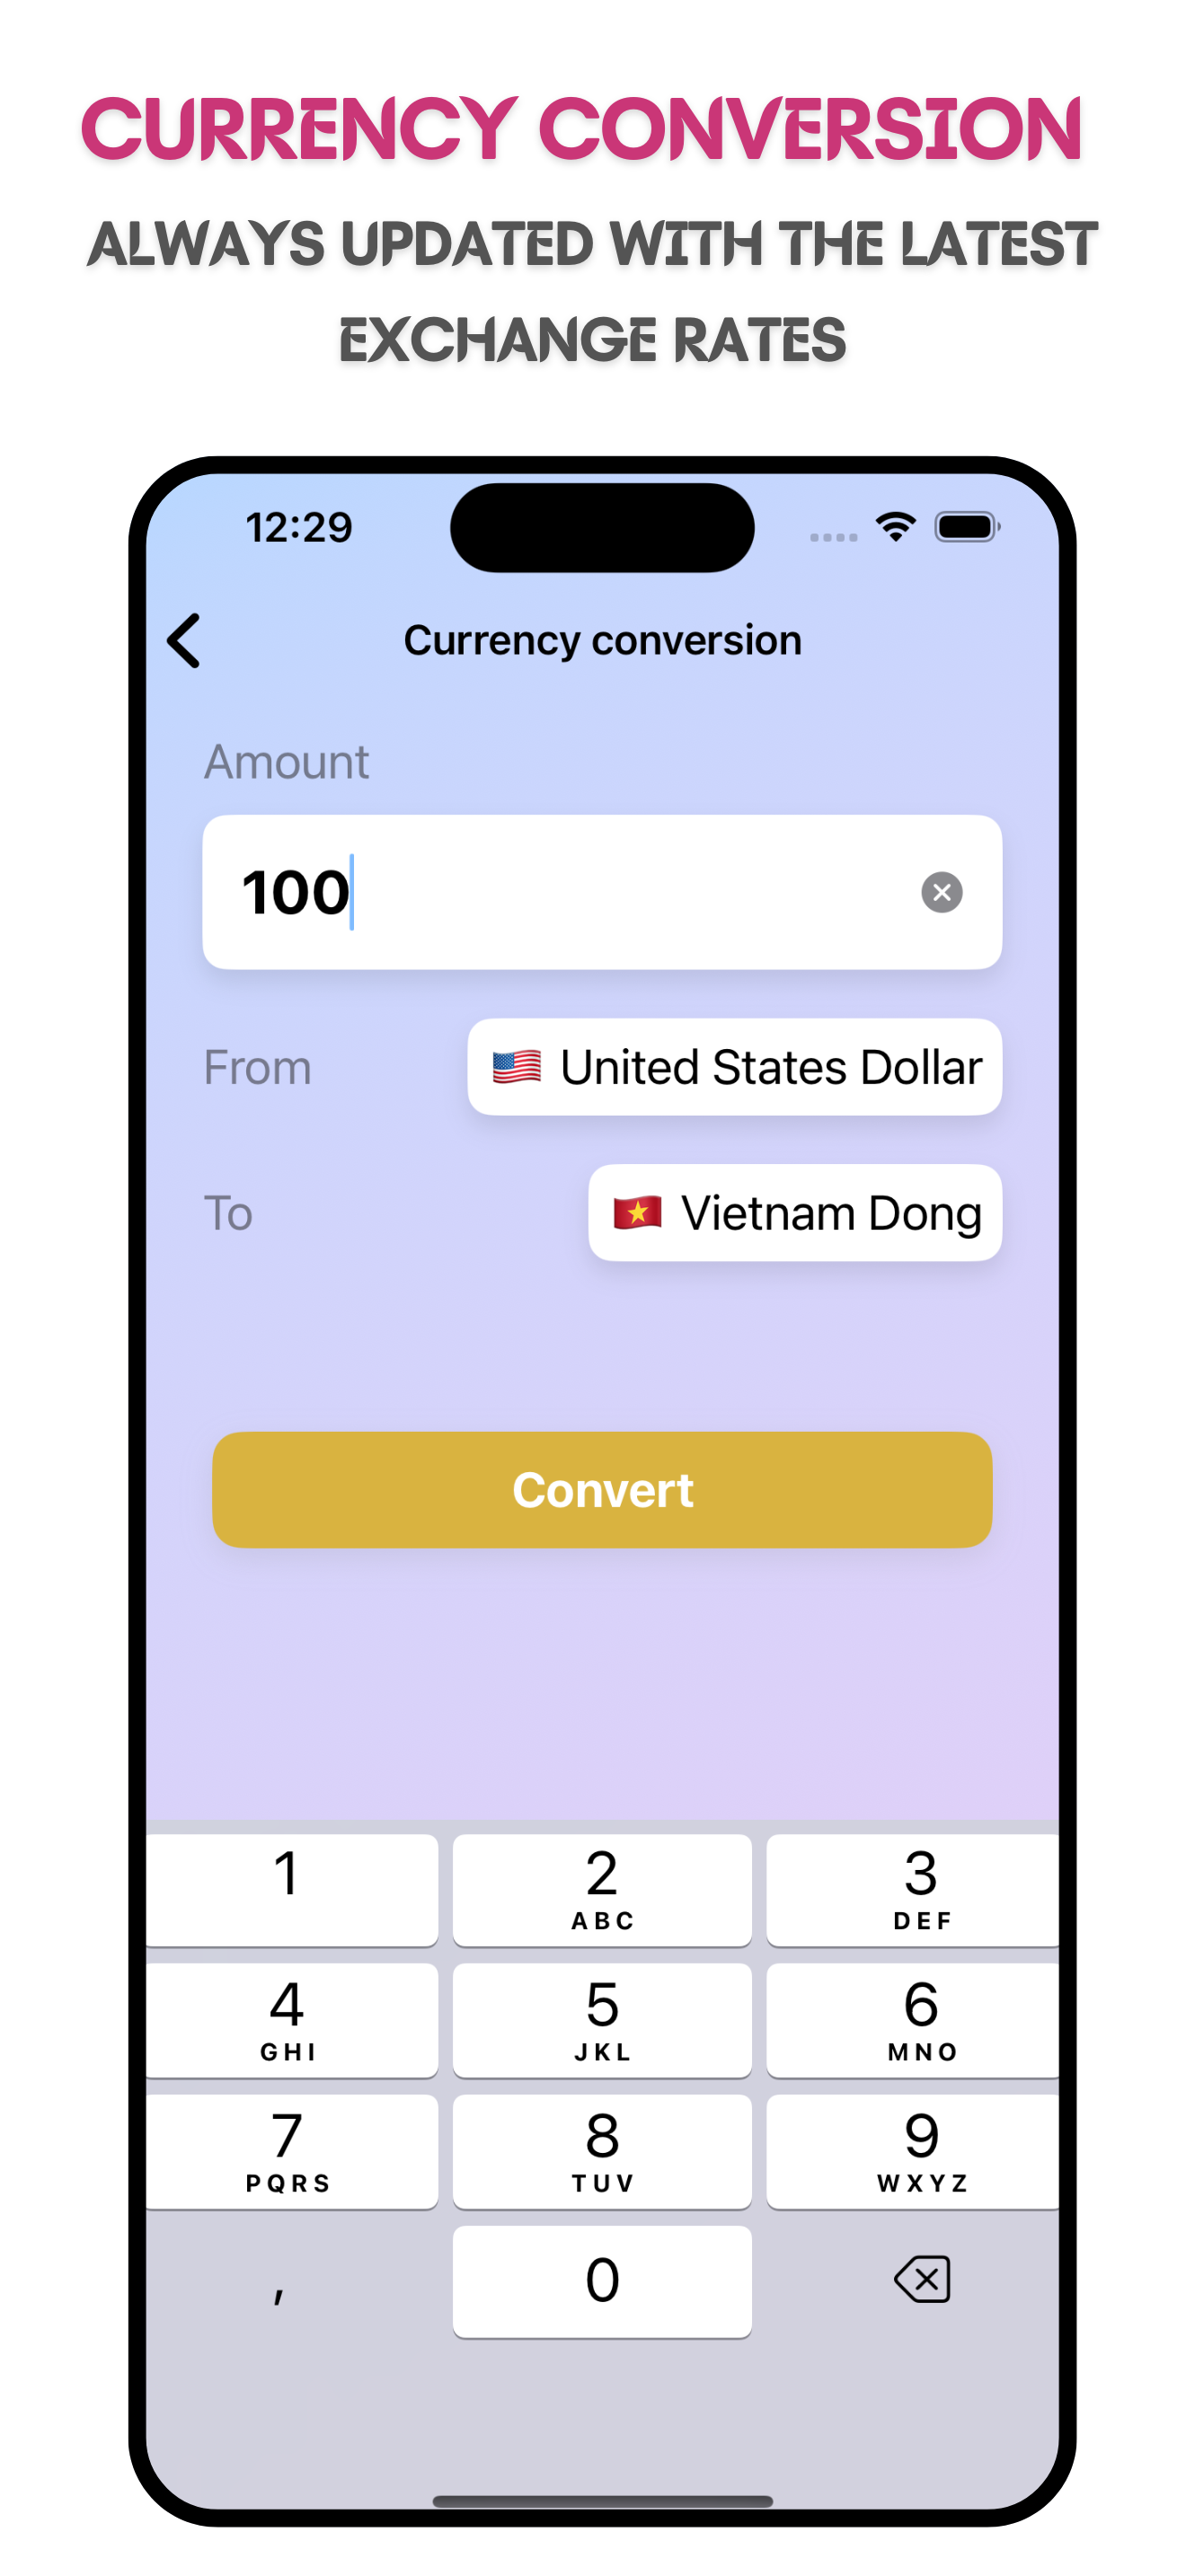 CURRENCY CONVERSION
ALWAYS UPDATED WITH THE LATEST
EXCHANGE RATES
12:29
Currency conversion
Amount
100
From
United States Dollar
To
Vietnam Dong
Convert
1
2
3
ABC
DEF
4
5
6
GHI
JKL
MNO
7
8
9
PQRS
TUV
WXYZ
,
0